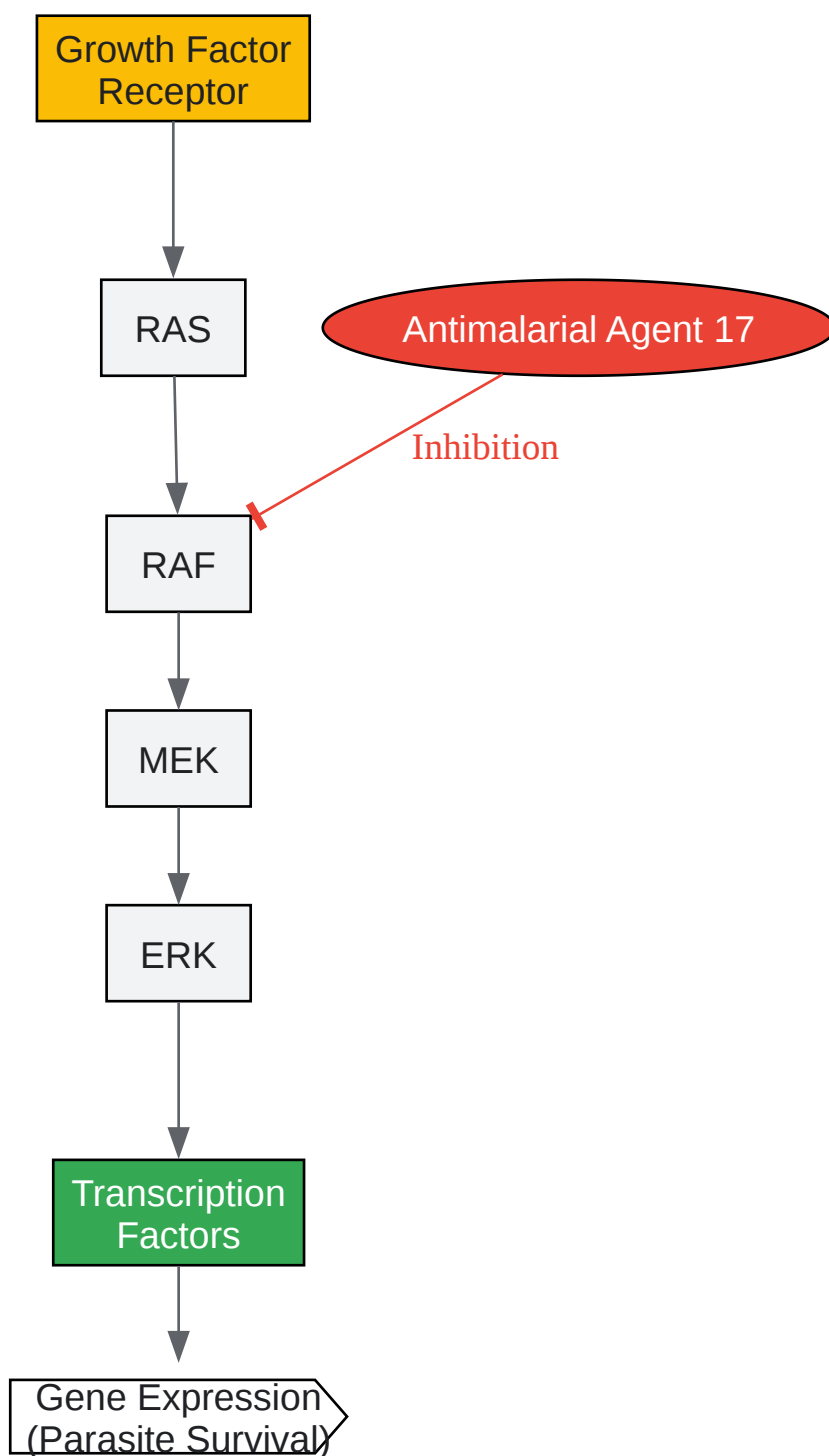 Growth Factor
Receptor
RAS
Antimalarial Agent 17
Inhibition
RAF
MEK
ERK
Transcription
Factors
Gene Expression
(Parasite Survival)